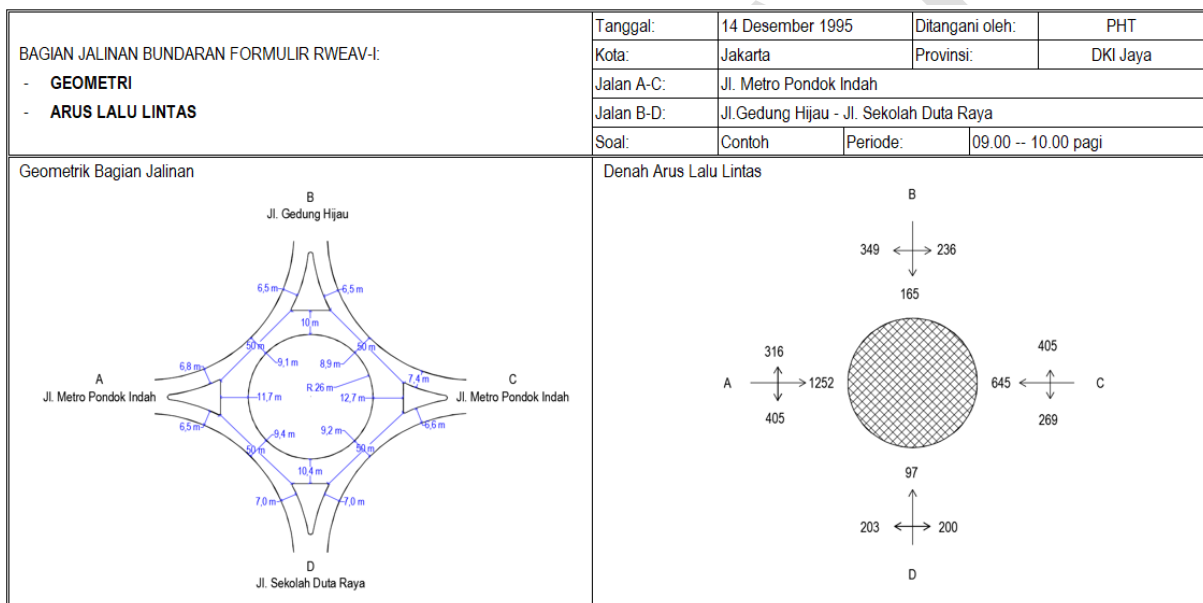 BAGIAN JALINAN BUNDARAN FORMULIR RWEAV-I:
- GEOMETRI
- ARUS LALU LINTAS
Tanggal: 14 Desember 1995 Ditangani oleh: PHT
Kota: Jakarta Provinsi: DKI Jaya
Jalan A-C: Jl. Metro Pondok Indah
Jalan B-D: Jl.Gedung Hijau - Jl. Sekolah Duta Raya
Soal: Contoh Periode: 09.00 -- 10.00 pagi
Geometrik Bagian Jalinan
B
Jl. Gedung Hijau
6,5 m 6,5 m
10 m
50 m 50 m
9,1 m 8,9 m
6,8 m 7,4 m
R.26 m
A
Jl. Metro Pondok Indah
C
Jl. Metro Pondok Indah
11,7 m 12,7 m
6,5 m 6,6 m
9,4 m 9,2 m
50 m 50 m
10,4 m
7,0 m 7,0 m
D
Jl. Sekolah Duta Raya
Denah Arus Lalu Lintas
B
349 236
165
316
A 1252
405
405
645 C
269
97
203 200
D